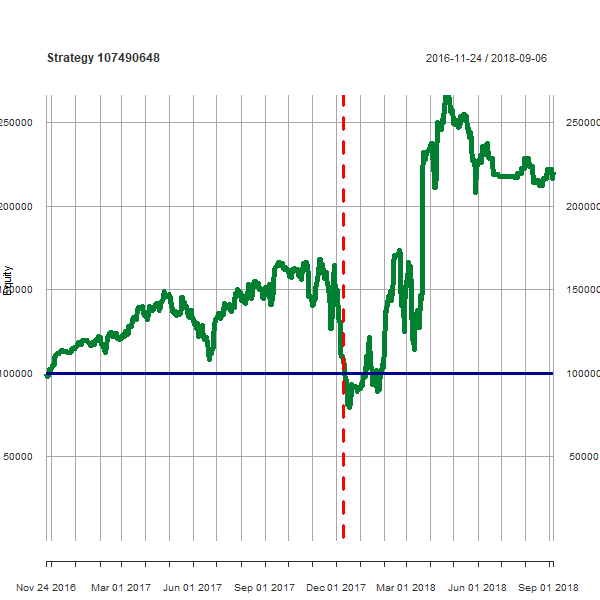 Strategy 107490648
2016-11-24 / 2018-09-06
250000 250000
200000 200000
Equity
150000 150000
100000 100000
50000 50000
Nov 24 2016 Mar 01 2017 Jun 01 2017 Sep 01 2017 Dec 01 2017 Mar 01 2018 Jun 01 2018 Sep 01 2018